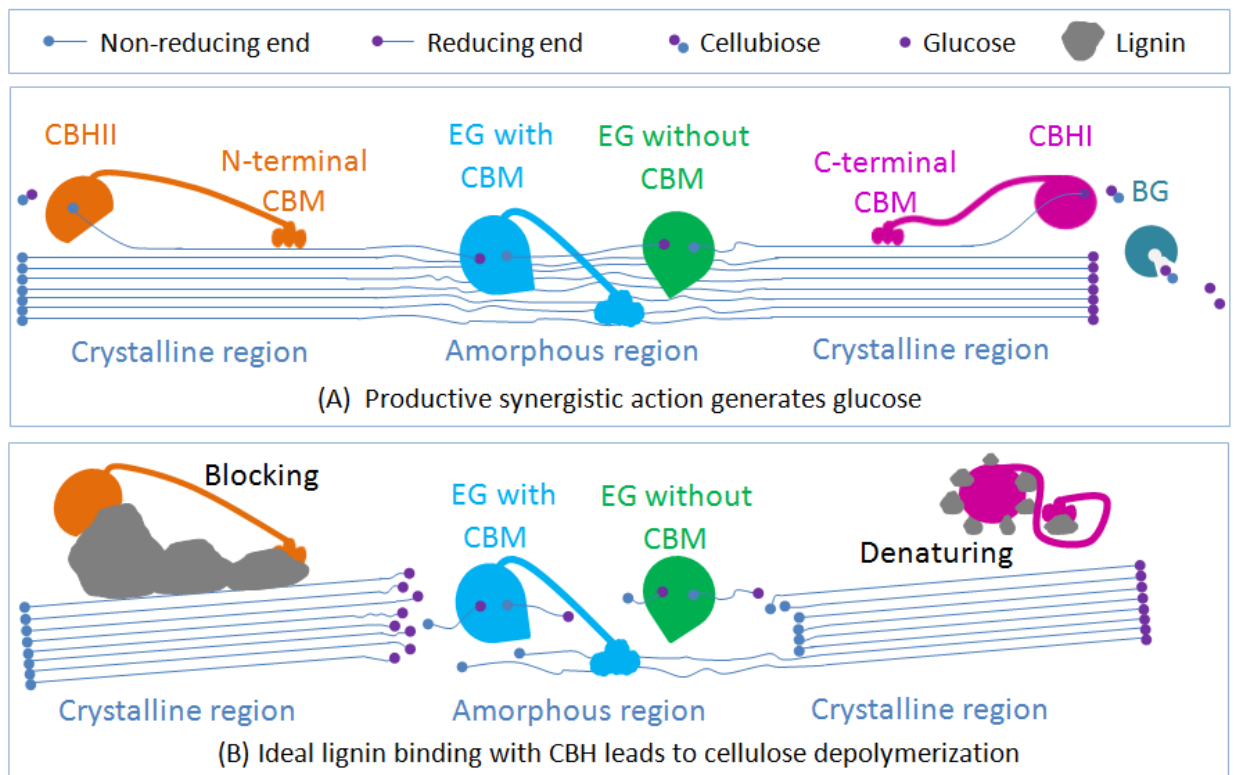 Non-reducing end Reducing end Cellubiose Glucose Lignin
CBHII
N-terminal
CBM
EG with
CBM
EG without
CBM
C-terminal
CBM
CBHI
BG
Crystalline region Amorphous region Crystalline region
(A) Productive synergistic action generates glucose
Blocking
EG with
CBM
EG without
CBM
Denaturing
Crystalline region Amorphous region Crystalline region
(B) Ideal lignin binding with CBH leads to cellulose depolymerization